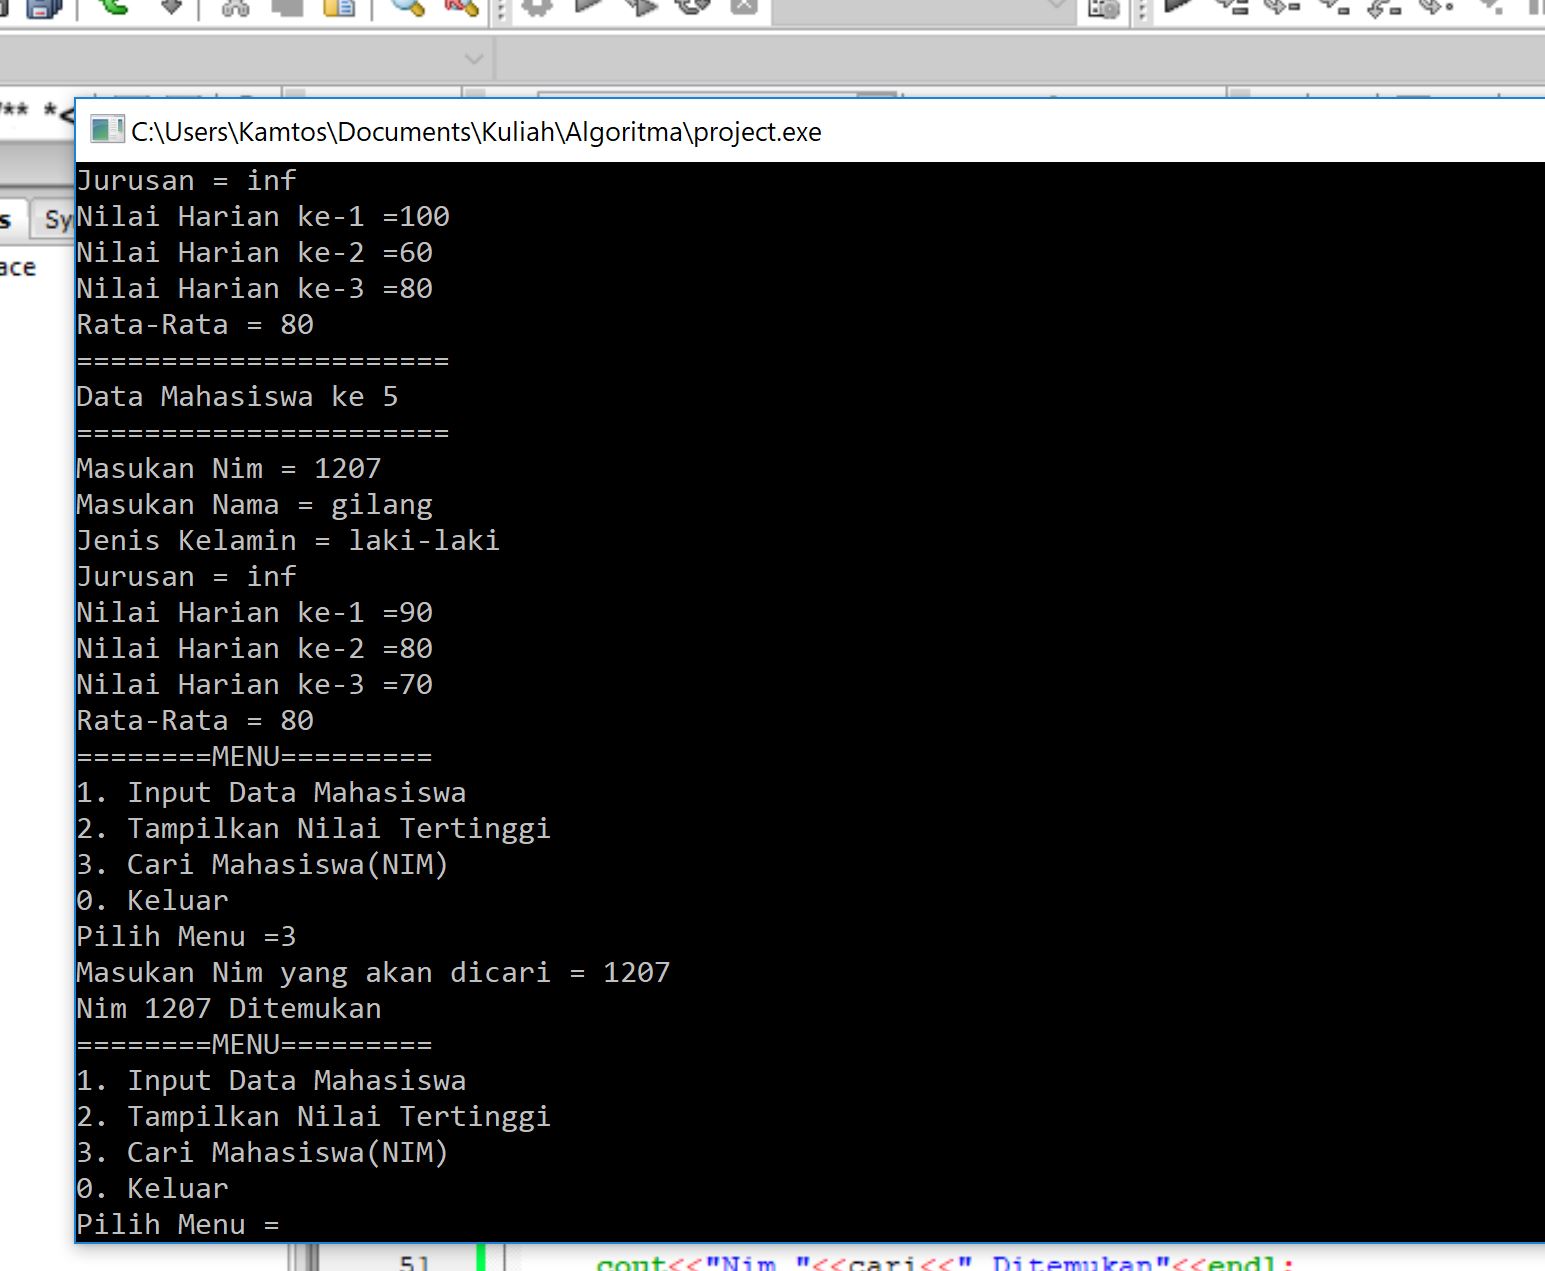 /** *<
C:\Users\Kamtos\Documents\Kuliah\Algoritma\project.exe
s
Sy
ace
Jurusan = inf
Nilai Harian ke-1 =100
Nilai Harian ke-2 =60
Nilai Harian ke-3 =80
Rata-Rata = 80
======================
Data Mahasiswa ke 5
======================
Masukan Nim = 1207
Masukan Nama = gilang
Jenis Kelamin = laki-laki
Jurusan = inf
Nilai Harian ke-1 =90
Nilai Harian ke-2 =80
Nilai Harian ke-3 =70
Rata-Rata = 80
========MENU=========
1. Input Data Mahasiswa
2. Tampilkan Nilai Tertinggi
3. Cari Mahasiswa(NIM)
0. Keluar
Pilih Menu =3
Masukan Nim yang akan dicari = 1207
Nim 1207 Ditemukan
========MENU=========
1. Input Data Mahasiswa
2. Tampilkan Nilai Tertinggi
3. Cari Mahasiswa(NIM)
0. Keluar
Pilih Menu =
51 cout<<"Nim "<<cari<<" Ditemukan"<<endl;